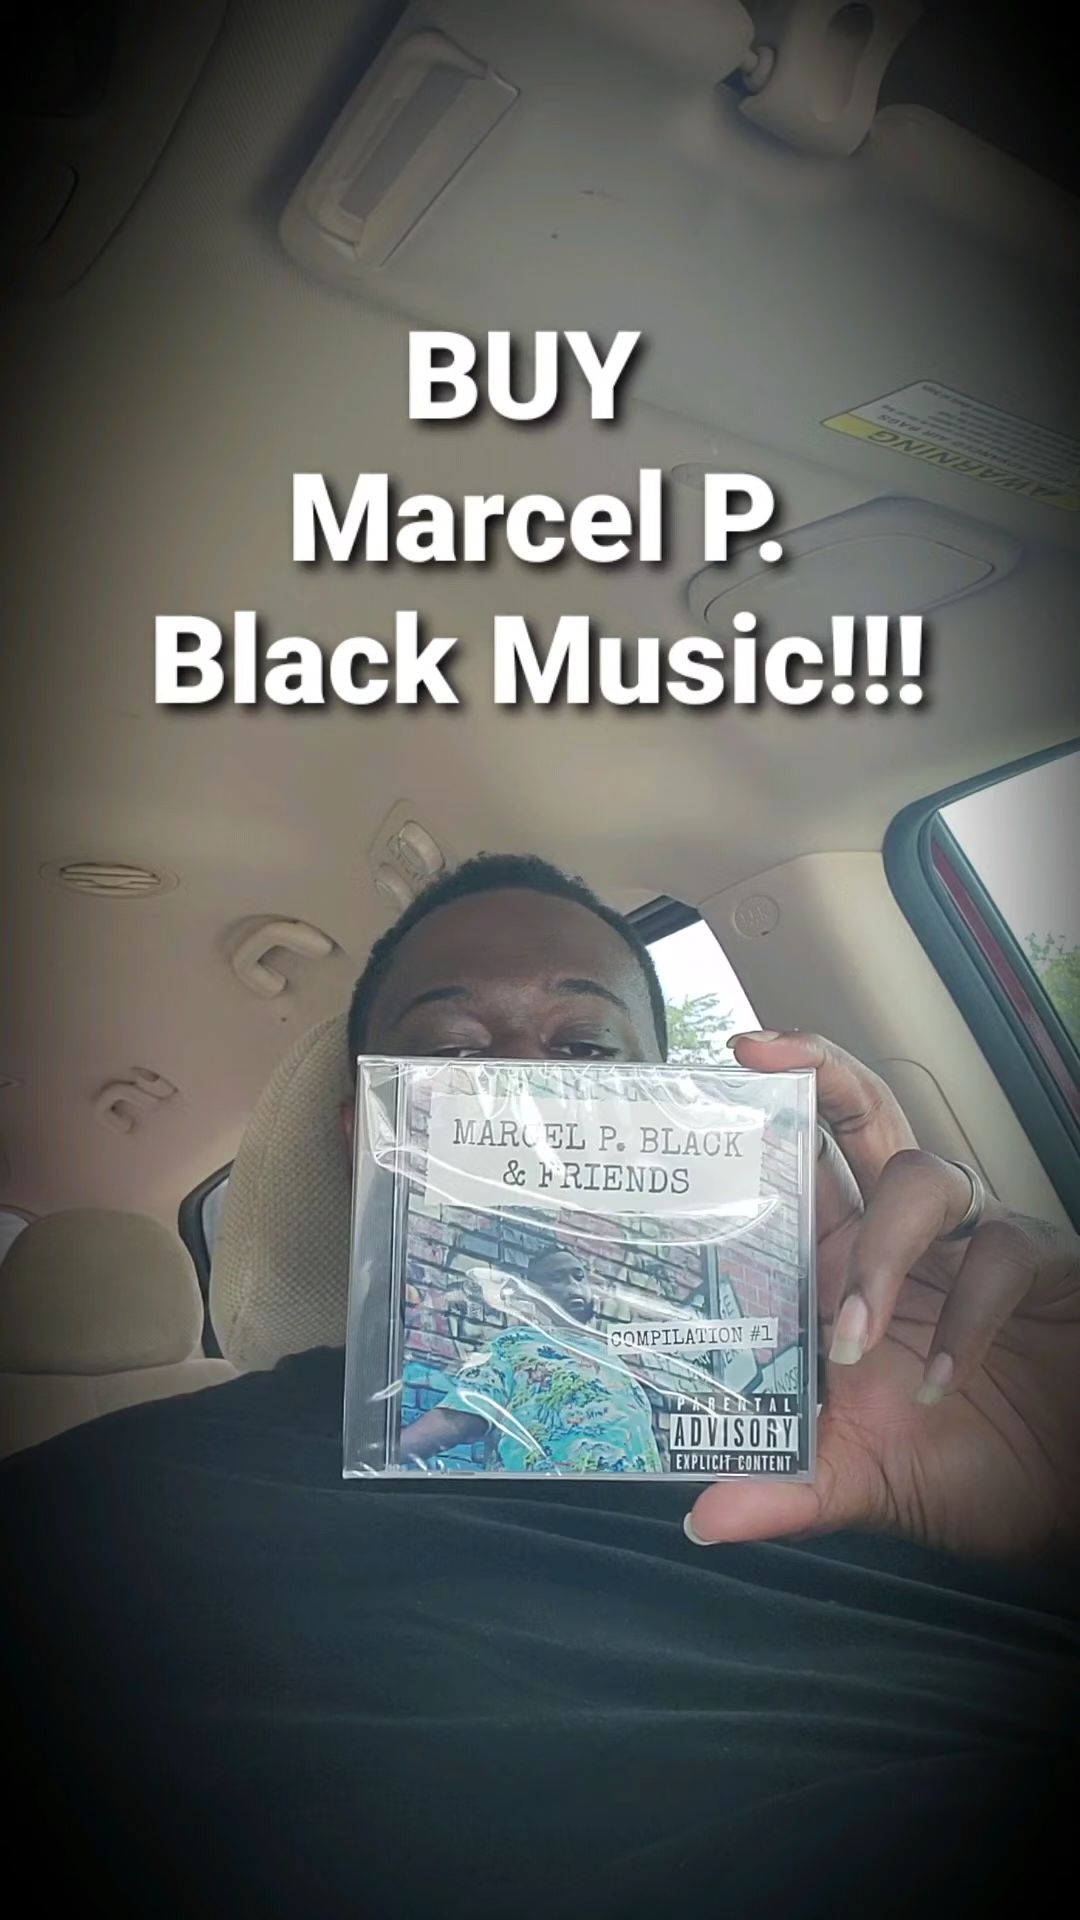 BUY
Marcel P.
Black Music!!!
WARNING
MARCEL P. BLACK
& FRIENDS
COMPILATION #1
PARENTAL
ADVISORY
EXPLICIT CONTENT